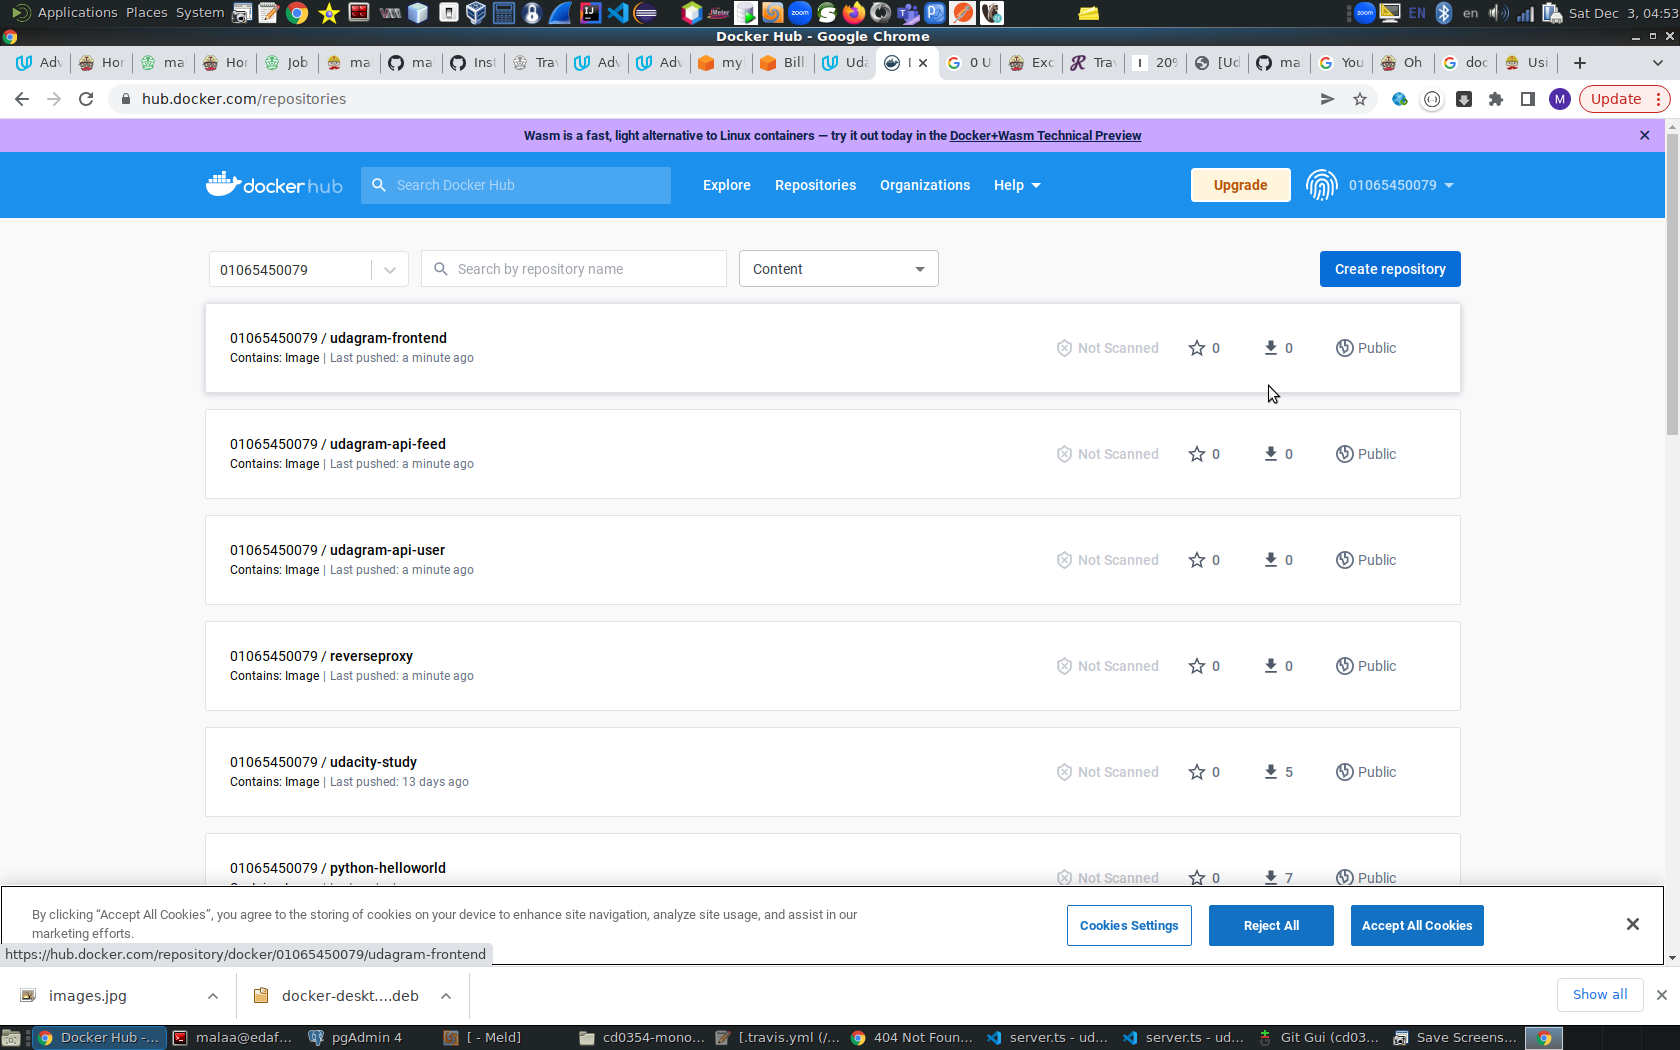 Applications Places System
EN
en
Sat Dec 3, 04:53
Docker Hub - Google Chrome
Adv Hor ma Hor Job ma ma Inst Tra Adv Adv my Bill Uda 0 U Exc Tra 20% [Ud ma You Oh doc Usi
hub.docker.com/repositories
M
Update
Wasm is a fast, light alternative to Linux containers — try it out today in the Docker+Wasm Technical Preview
dockerhub
Search Docker Hub
Explore
Repositories
Organizations
Help
Upgrade
01065450079
01065450079
Search by repository name
Content
Create repository
01065450079 / udagram-frontend
Contains: Image | Last pushed: a minute ago
Not Scanned
0
0
Public
01065450079 / udagram-api-feed
Contains: Image | Last pushed: a minute ago
Not Scanned
0
0
Public
01065450079 / udagram-api-user
Contains: Image | Last pushed: a minute ago
Not Scanned
0
0
Public
01065450079 / reverseproxy
Contains: Image | Last pushed: a minute ago
Not Scanned
0
0
Public
01065450079 / udacity-study
Contains: Image | Last pushed: 13 days ago
Not Scanned
0
5
Public
01065450079 / python-helloworld
Not Scanned
0
7
Public
By clicking “Accept All Cookies”, you agree to the storing of cookies on your device to enhance site navigation, analyze site usage, and assist in our
marketing efforts.
Cookies Settings
Reject All
Accept All Cookies
https://hub.docker.com/repository/docker/01065450079/udagram-frontend
images.jpg
docker-deskt....deb
Show all
Docker Hub -...
malaa@edaf...
pgAdmin 4
[ - Meld]
cd0354-mono...
[.travis.yml (/...
404 Not Foun...
server.ts - ud...
server.ts - ud...
Git Gui (cd03...
Save Screens...